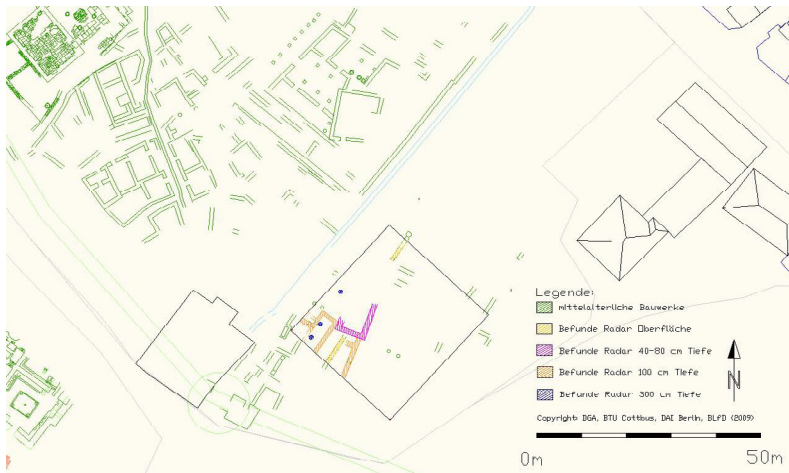 Legende:
mittelalterliche Bauwerke
Befunde Radar Oberfläche
Befunde Radar 40-80 cm Tiefe
Befunde Radar 100 cm Tiefe
Befunde Radar 300 cm Tiefe
N
Copyright: DGA, BTU Cottbus, DAI Berlin, BLfD (2009)
0m 50m